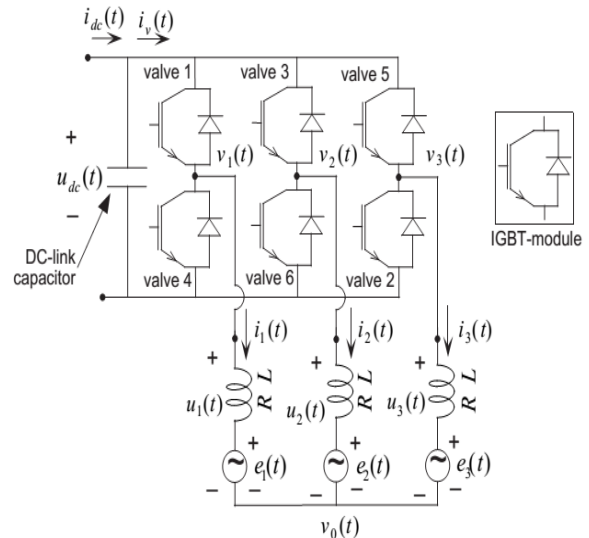 i_dc(t) i_v(t)
valve 1 valve 3 valve 5
+ v_1(t) v_2(t) v_3(t)
u_dc(t)
−
DC-link
capacitor
valve 4 valve 6 valve 2
IGBT-module
i_1(t) i_2(t) i_3(t)
+ + +
u_1(t) R L u_2(t) R L u_3(t) R L
+ + +
~ e_1(t) ~ e_2(t) ~ e_3(t)
− − − − − −
v_0(t)